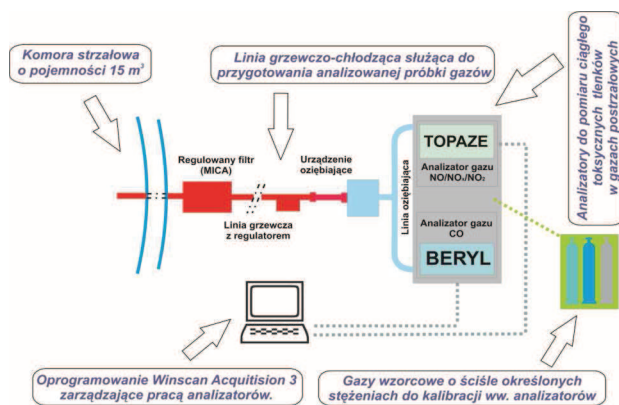 Komora strzałowa
o pojemności 15 m³
Linia grzewczo-chłodząca służąca do
przygotowania analizowanej próbki gazów
Analizatory do pomiaru ciągłego
toksycznych tlenków
w gazach postrzałowych
Regulowany filtr
(MICA)
Urządzenie
oziębiające
Linia grzewcza
z regulatorem
Linia oziębiająca
TOPAZE
Analizator gazu
NO/NOₓ/NO₂
Analizator gazu
CO
BERYL
Oprogramowanie Winscan Acquitision 3
zarządzające pracą analizatorów.
Gazy wzorcowe o ściśle określonych
stężeniach do kalibracji ww. analizatorów